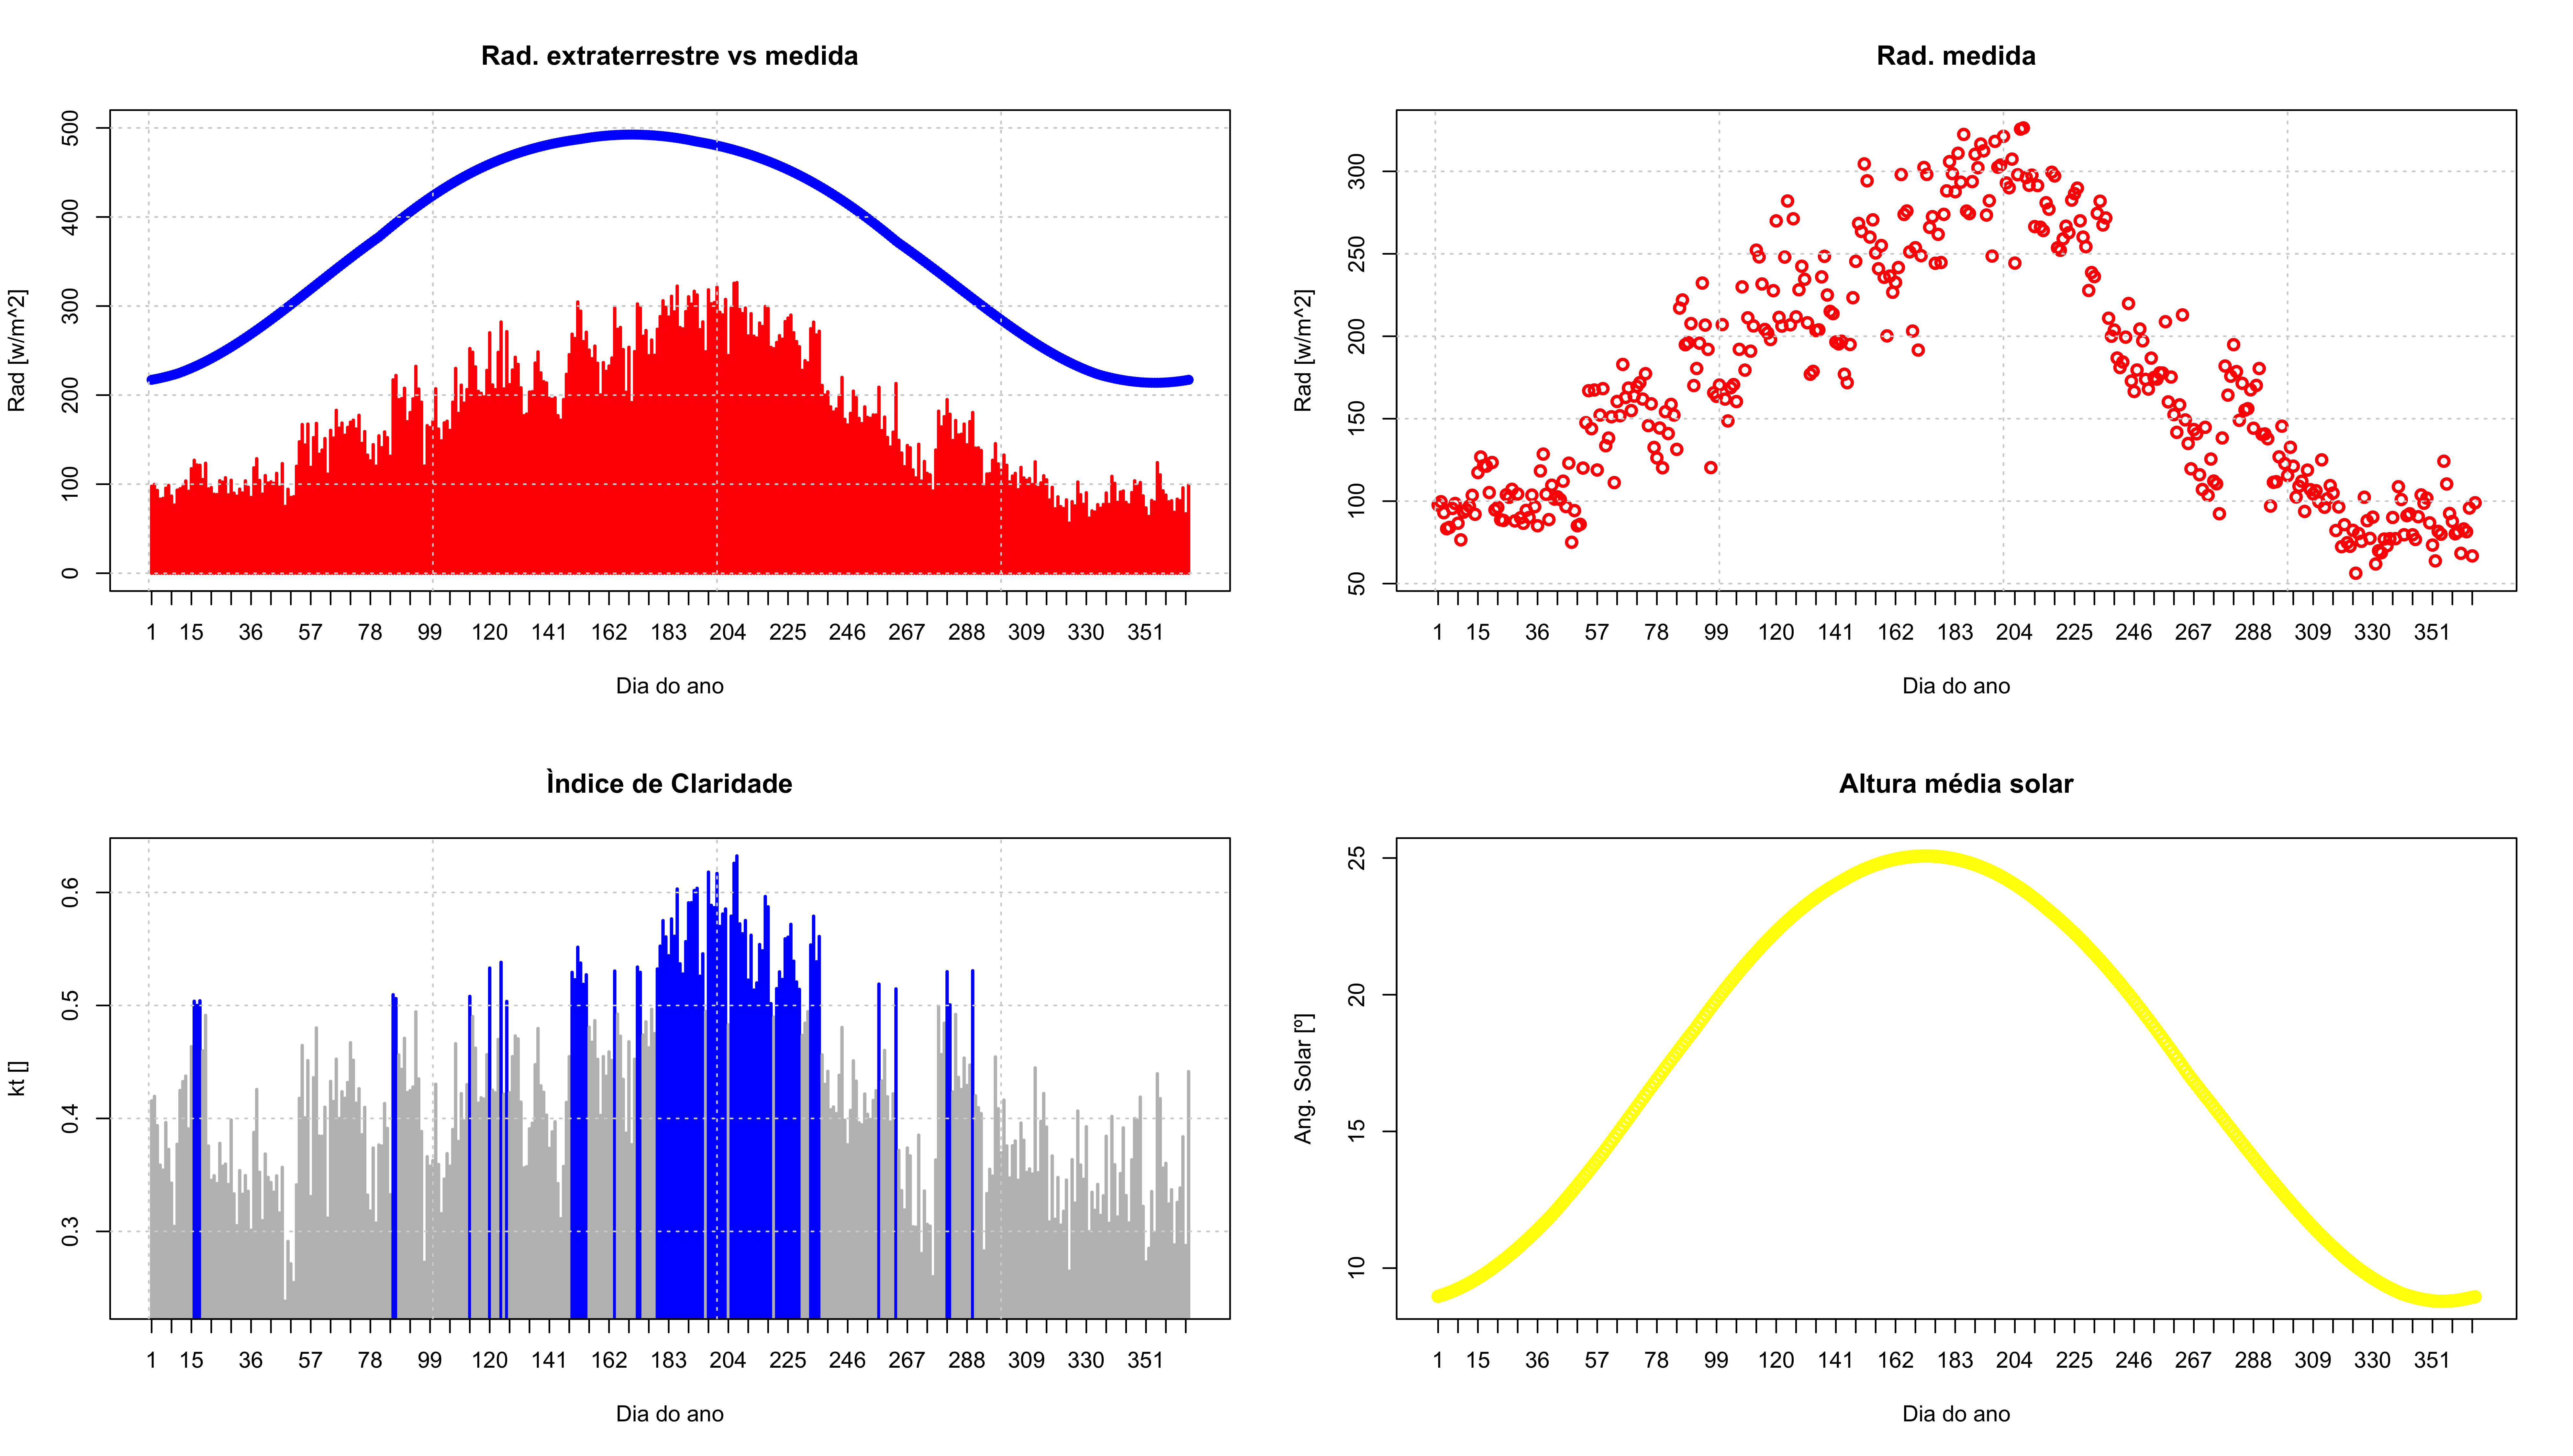 Rad. extraterrestre vs medida
Rad [w/m^2]
500
400
300
200
100
0
1 15 36 57 78 99 120 141 162 183 204 225 246 267 288 309 330 351
Dia do ano
Rad. medida
Rad [w/m^2]
300
250
200
150
100
50
1 15 36 57 78 99 120 141 162 183 204 225 246 267 288 309 330 351
Dia do ano
Ìndice de Claridade
kt []
0.6
0.5
0.4
0.3
1 15 36 57 78 99 120 141 162 183 204 225 246 267 288 309 330 351
Dia do ano
Altura média solar
Ang. Solar [º]
25
20
15
10
1 15 36 57 78 99 120 141 162 183 204 225 246 267 288 309 330 351
Dia do ano